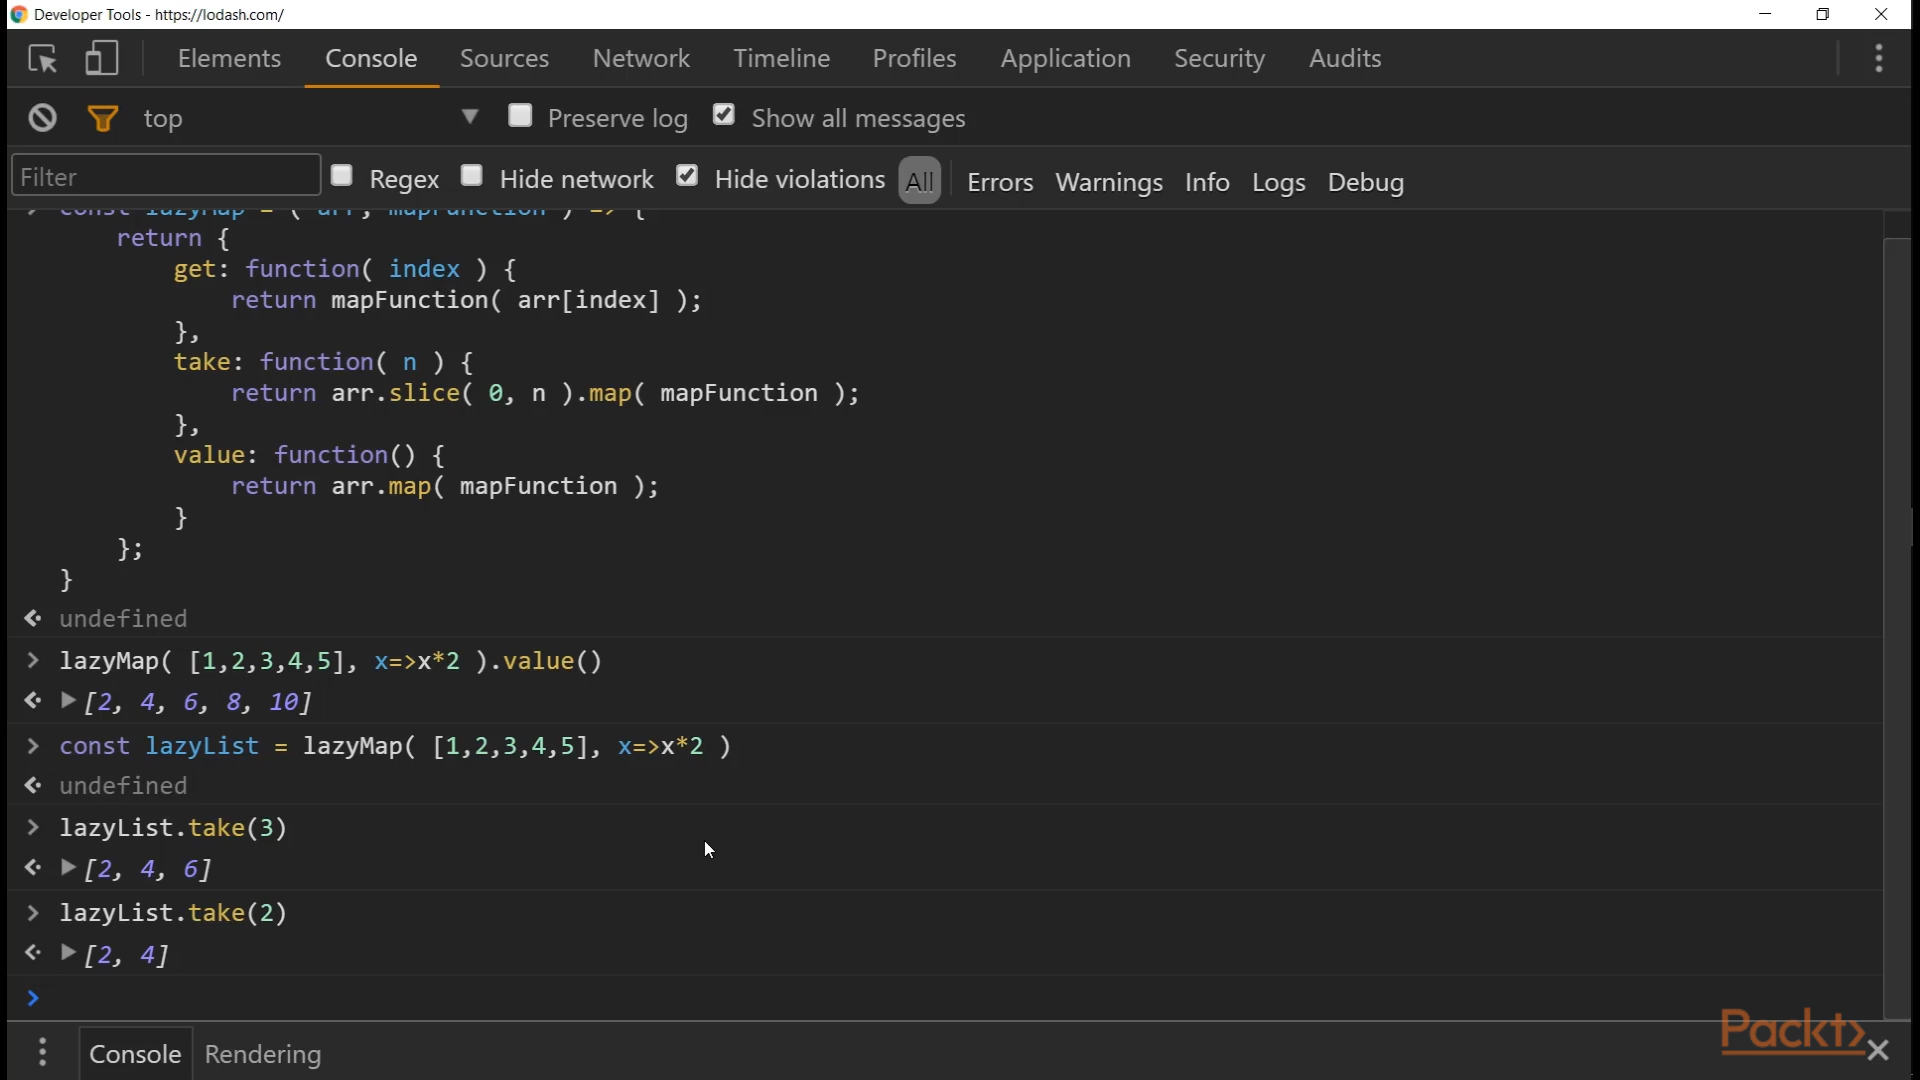 Developer Tools - https://lodash.com/
Elements Console Sources Network Timeline Profiles Application Security Audits
top Preserve log Show all messages
Filter Regex Hide network Hide violations All Errors Warnings Info Logs Debug
const lazyMap = ( arr, mapFunction ) => {
return {
get: function( index ) {
return mapFunction( arr[index] );
},
take: function( n ) {
return arr.slice( 0, n ).map( mapFunction );
},
value: function() {
return arr.map( mapFunction );
}
};
}
undefined
lazyMap( [1,2,3,4,5], x=>x*2 ).value()
[2, 4, 6, 8, 10]
const lazyList = lazyMap( [1,2,3,4,5], x=>x*2 )
undefined
lazyList.take(3)
[2, 4, 6]
lazyList.take(2)
[2, 4]
Packt>
Console Rendering